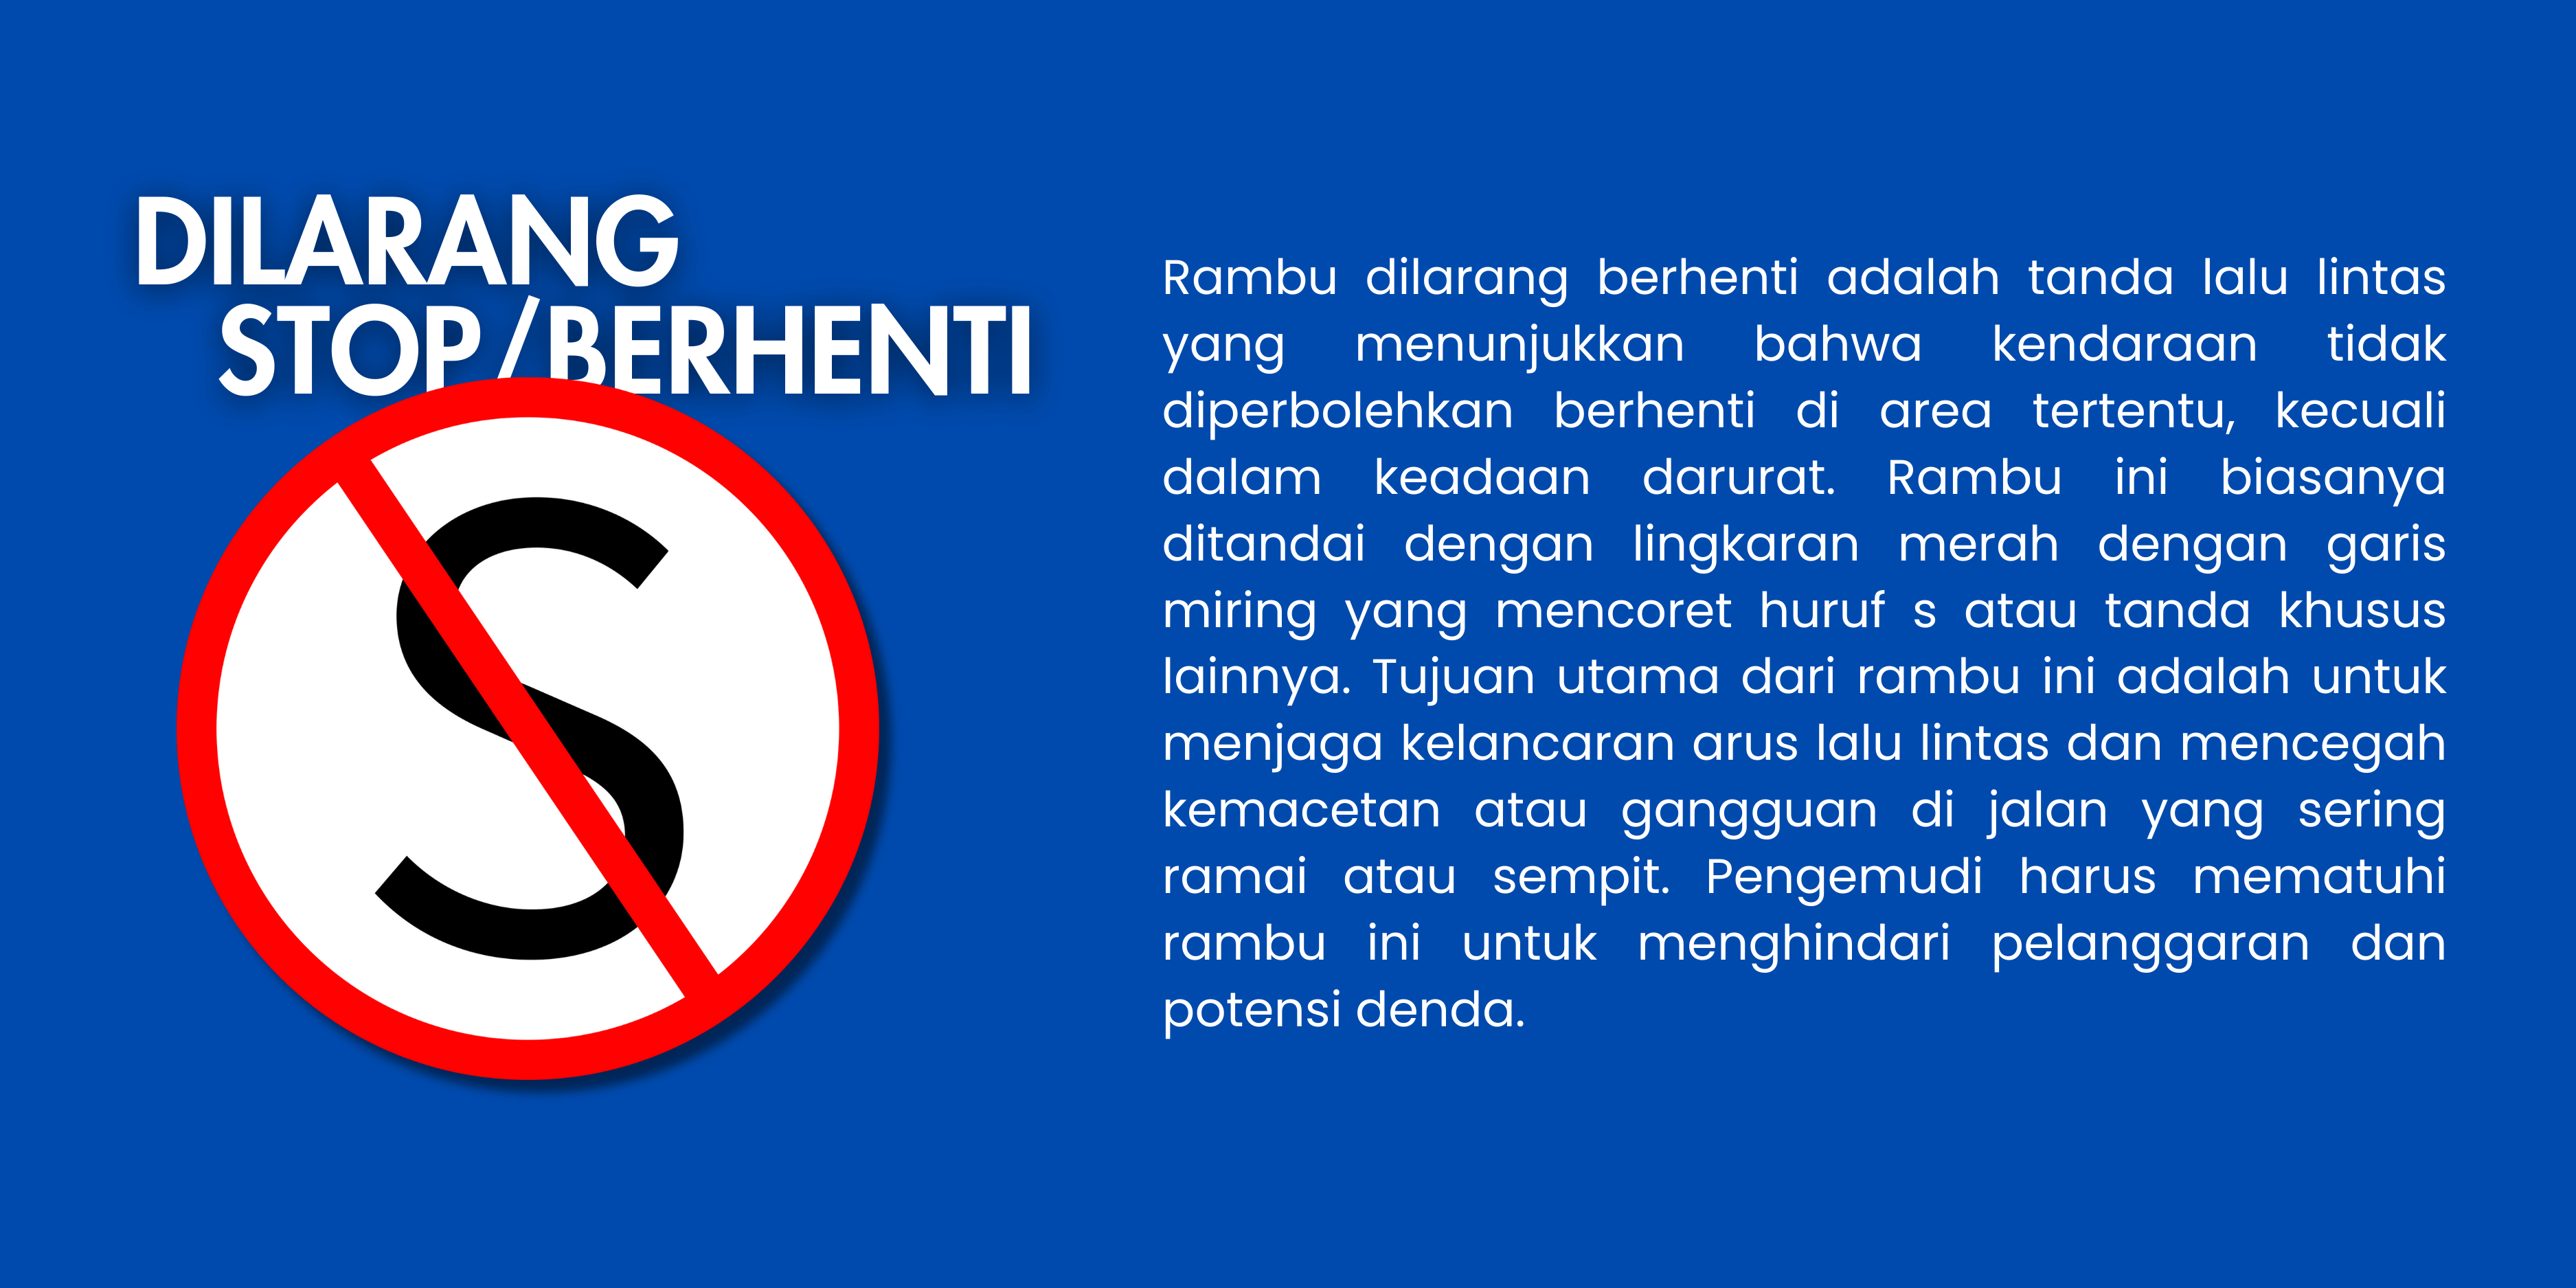 DILARANG
STOP/BERHENTI
S
Rambu dilarang berhenti adalah tanda lalu lintas
yang menunjukkan bahwa kendaraan tidak
diperbolehkan berhenti di area tertentu, kecuali
dalam keadaan darurat. Rambu ini biasanya
ditandai dengan lingkaran merah dengan garis
miring yang mencoret huruf s atau tanda khusus
lainnya. Tujuan utama dari rambu ini adalah untuk
menjaga kelancaran arus lalu lintas dan mencegah
kemacetan atau gangguan di jalan yang sering
ramai atau sempit. Pengemudi harus mematuhi
rambu ini untuk menghindari pelanggaran dan
potensi denda.